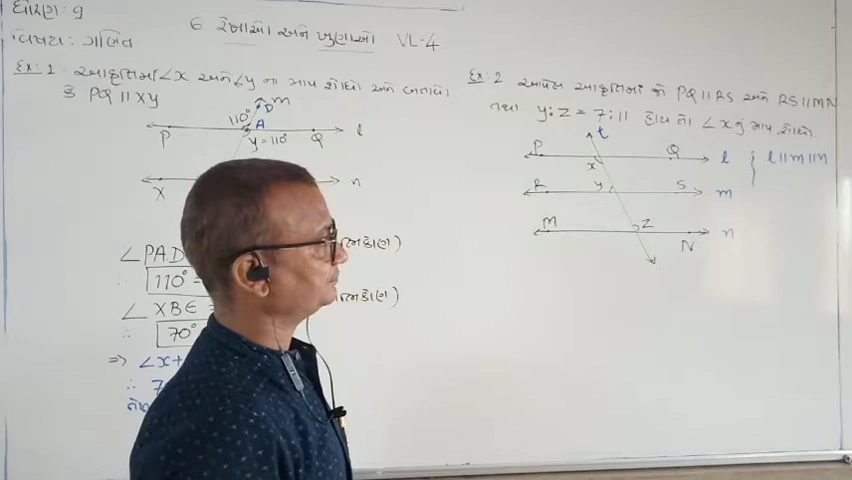 ધોરણ: 9
વિષય: ગણિત
6 રેખાઓ અને ખુણાઓ VL-4
Ex: 1 આકૃતિમાં ∠x અને ∠y ના માપ શોધો અને બતાવો
કે PQ || XY
D m
110°
A
l
P
y = 110°
Q
X
n
∠PAD
∴ 110° =
∠XBE =
∴ 70°
⇒ ∠x+
∴ 7
Ex: 2 આપેલ આકૃતિમાં જો PQ || RS અને RS || MN
તથા y : z = 7 : 11 હોય તો ∠x નું માપ શોધો
t
P
Q
l
l || m || n
x
R
y
S
m
M
z
N
n